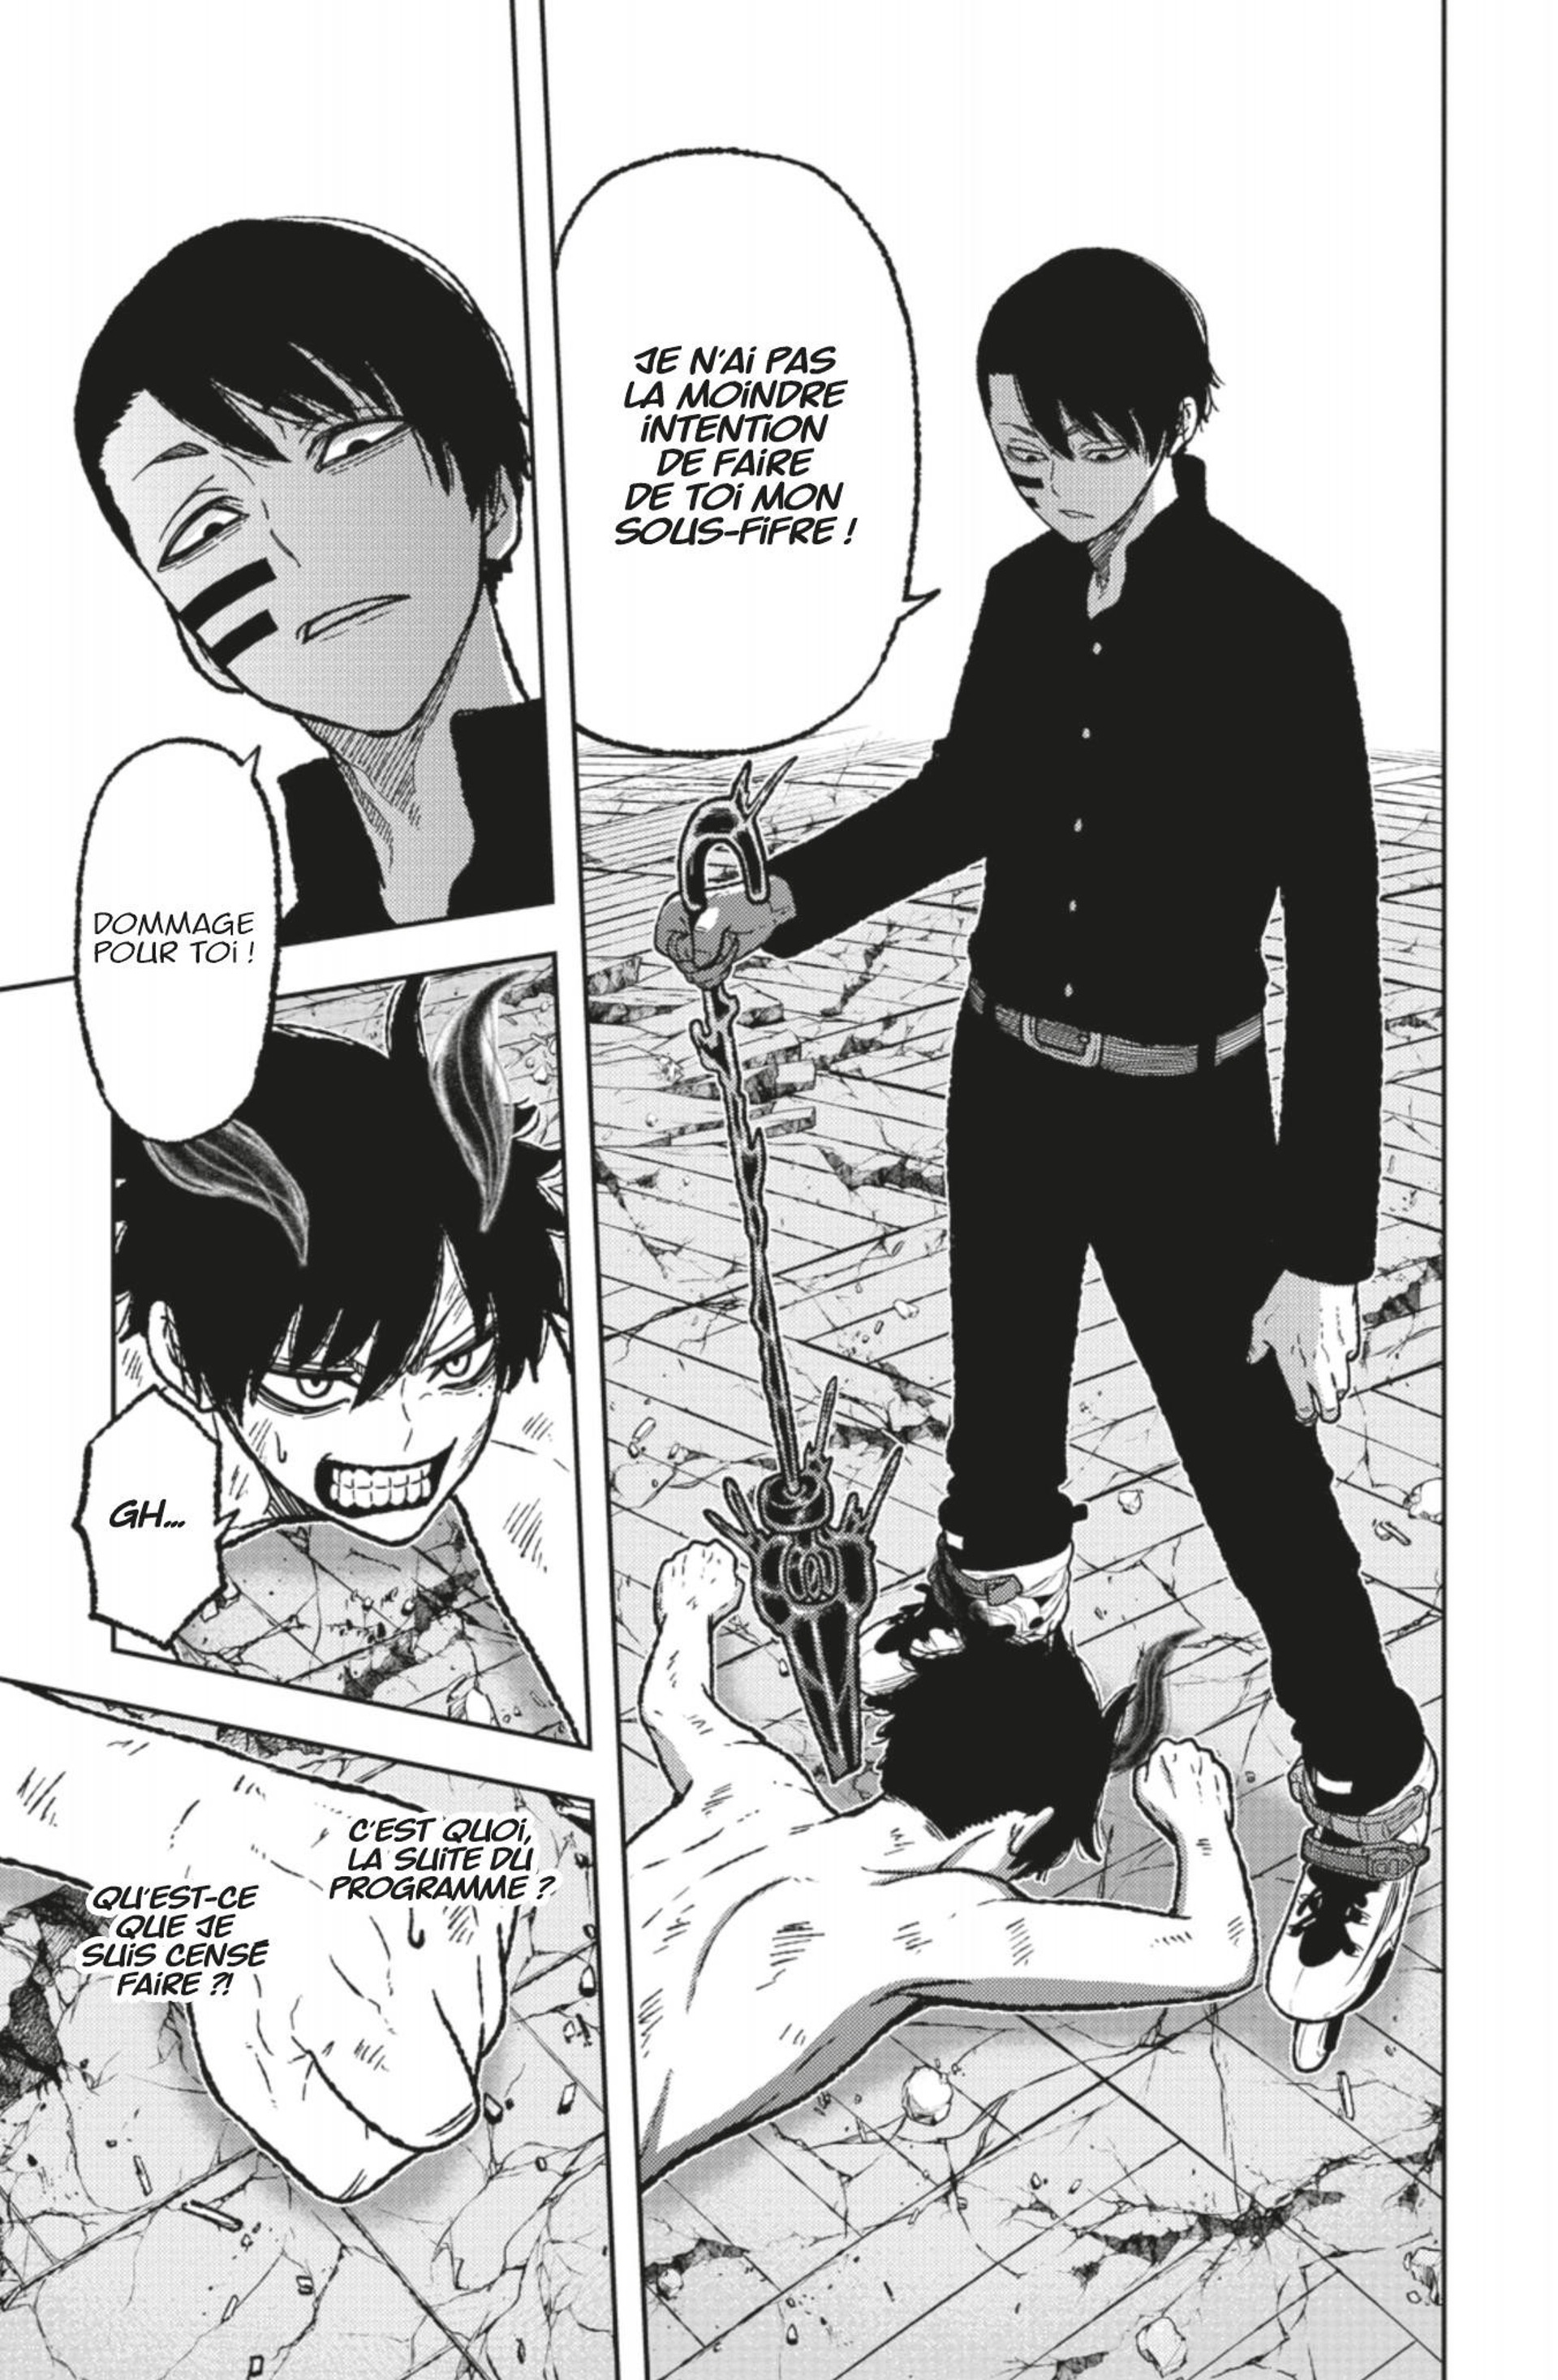 JE N'AI PAS
LA MOINDRE
INTENTION
DE FAIRE
DE TOI MON
SOUS-FIFRE !
DOMMAGE
POUR TOI !
GH...
C'EST QUOI,
LA SUITE DU
PROGRAMME ?
QU'EST-CE
QUE JE
SUIS CENSÉ
FAIRE ?!